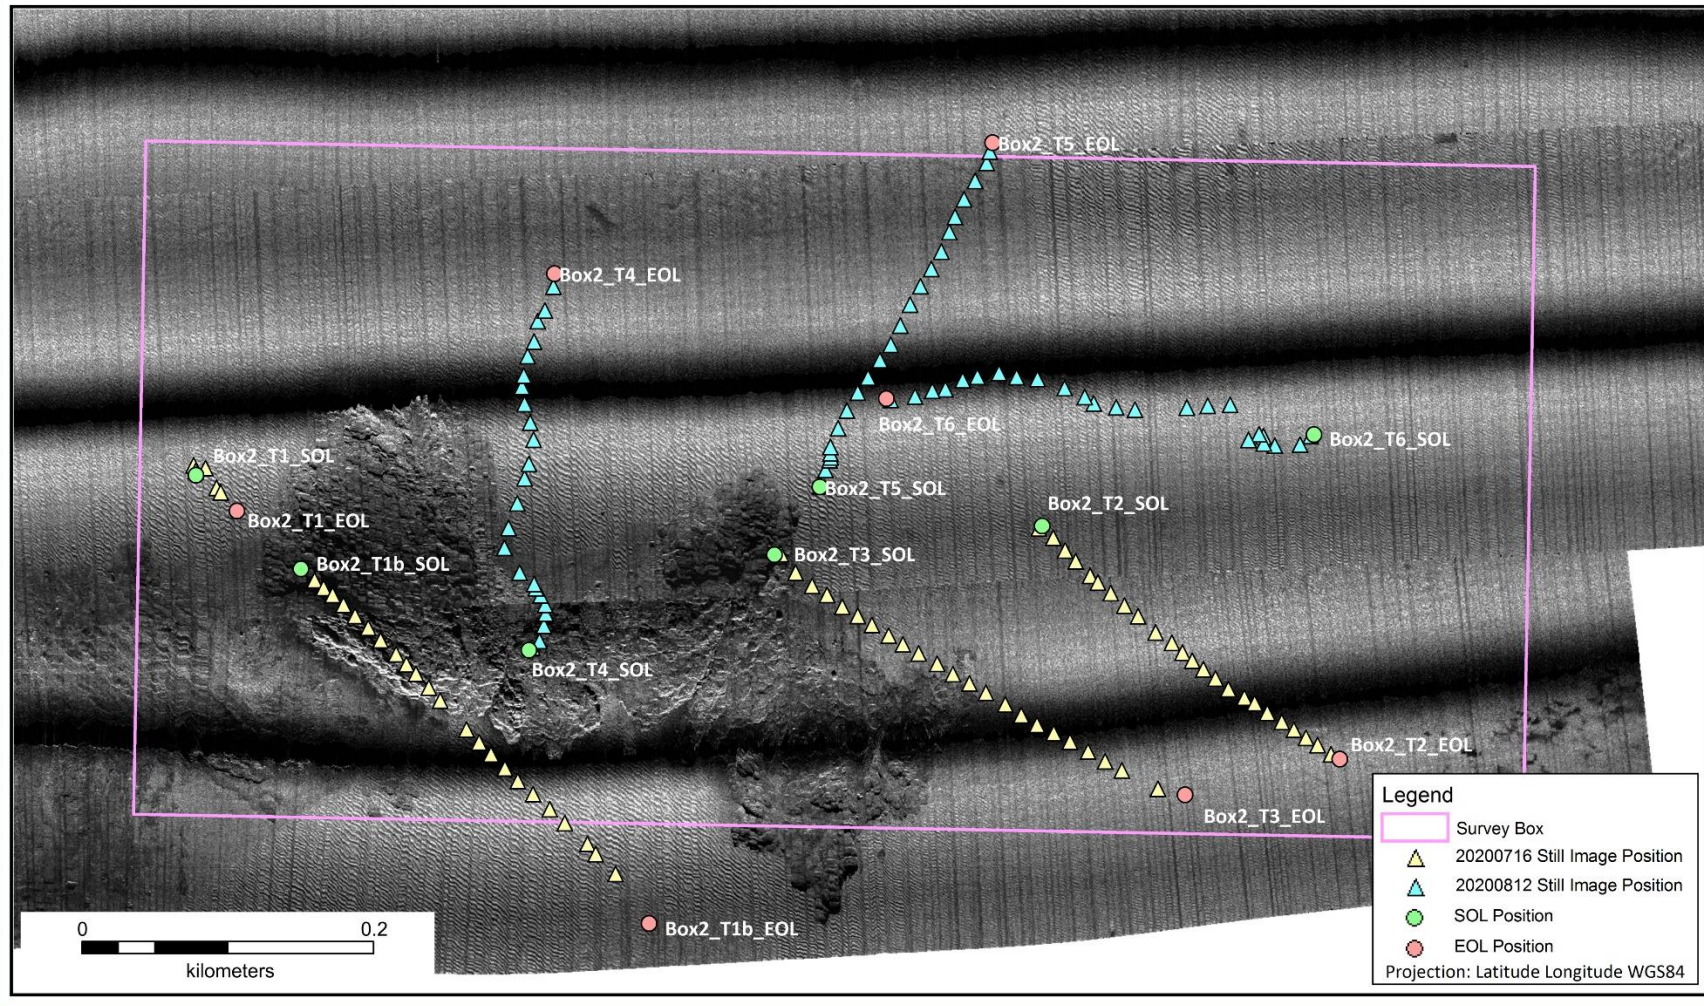 Box2_T5_EOL
Box2_T4_EOL
Box2_T6_EOL
Box2_T6_SOL
Box2_T1_SOL
Box2_T5_SOL
Box2_T2_SOL
Box2_T1_EOL
Box2_T3_SOL
Box2_T1b_SOL
Box2_T4_SOL
Box2_T2_EOL
Box2_T3_EOL
Box2_T1b_EOL
0 0.2
kilometers
Legend
Survey Box
20200716 Still Image Position
20200812 Still Image Position
SOL Position
EOL Position
Projection: Latitude Longitude WGS84